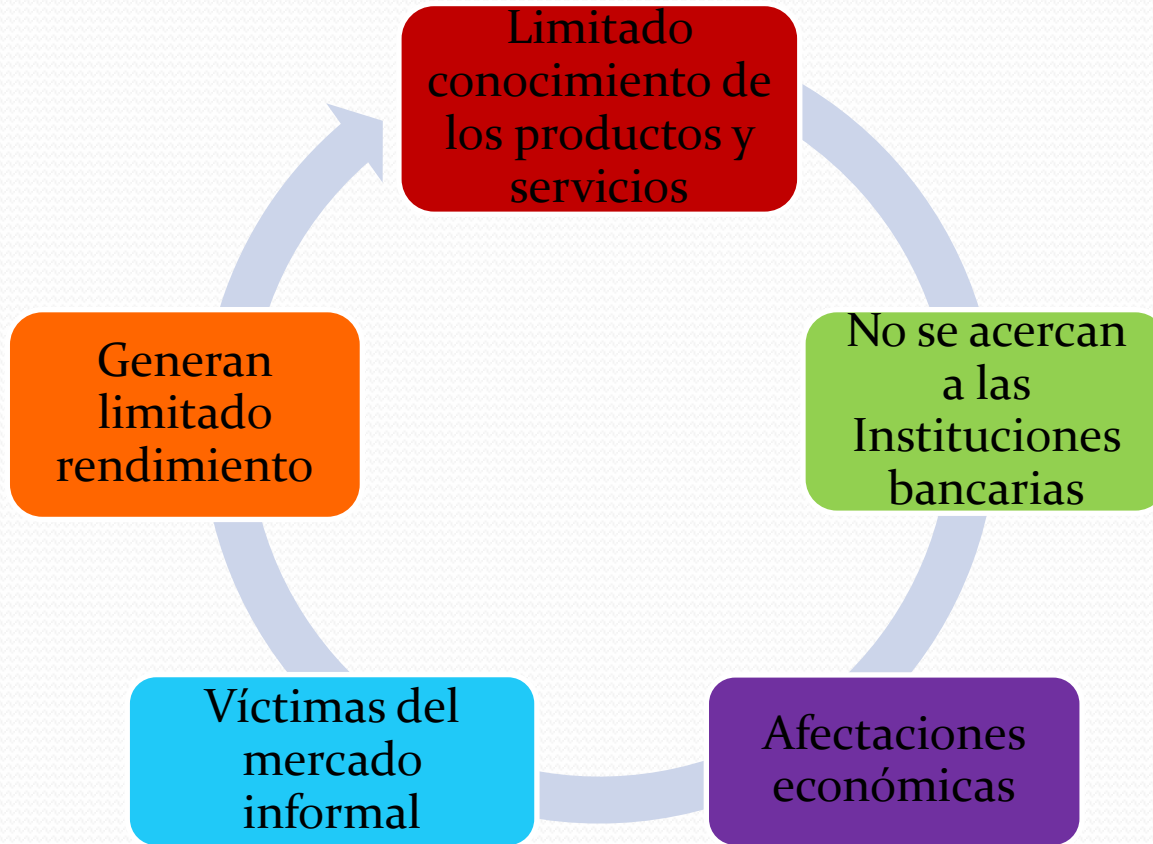 Limitado
conocimiento de
los productos y
servicios
No se acercan
a las
Instituciones
bancarias
Afectaciones
económicas
Víctimas del
mercado
informal
Generan
limitado
rendimiento